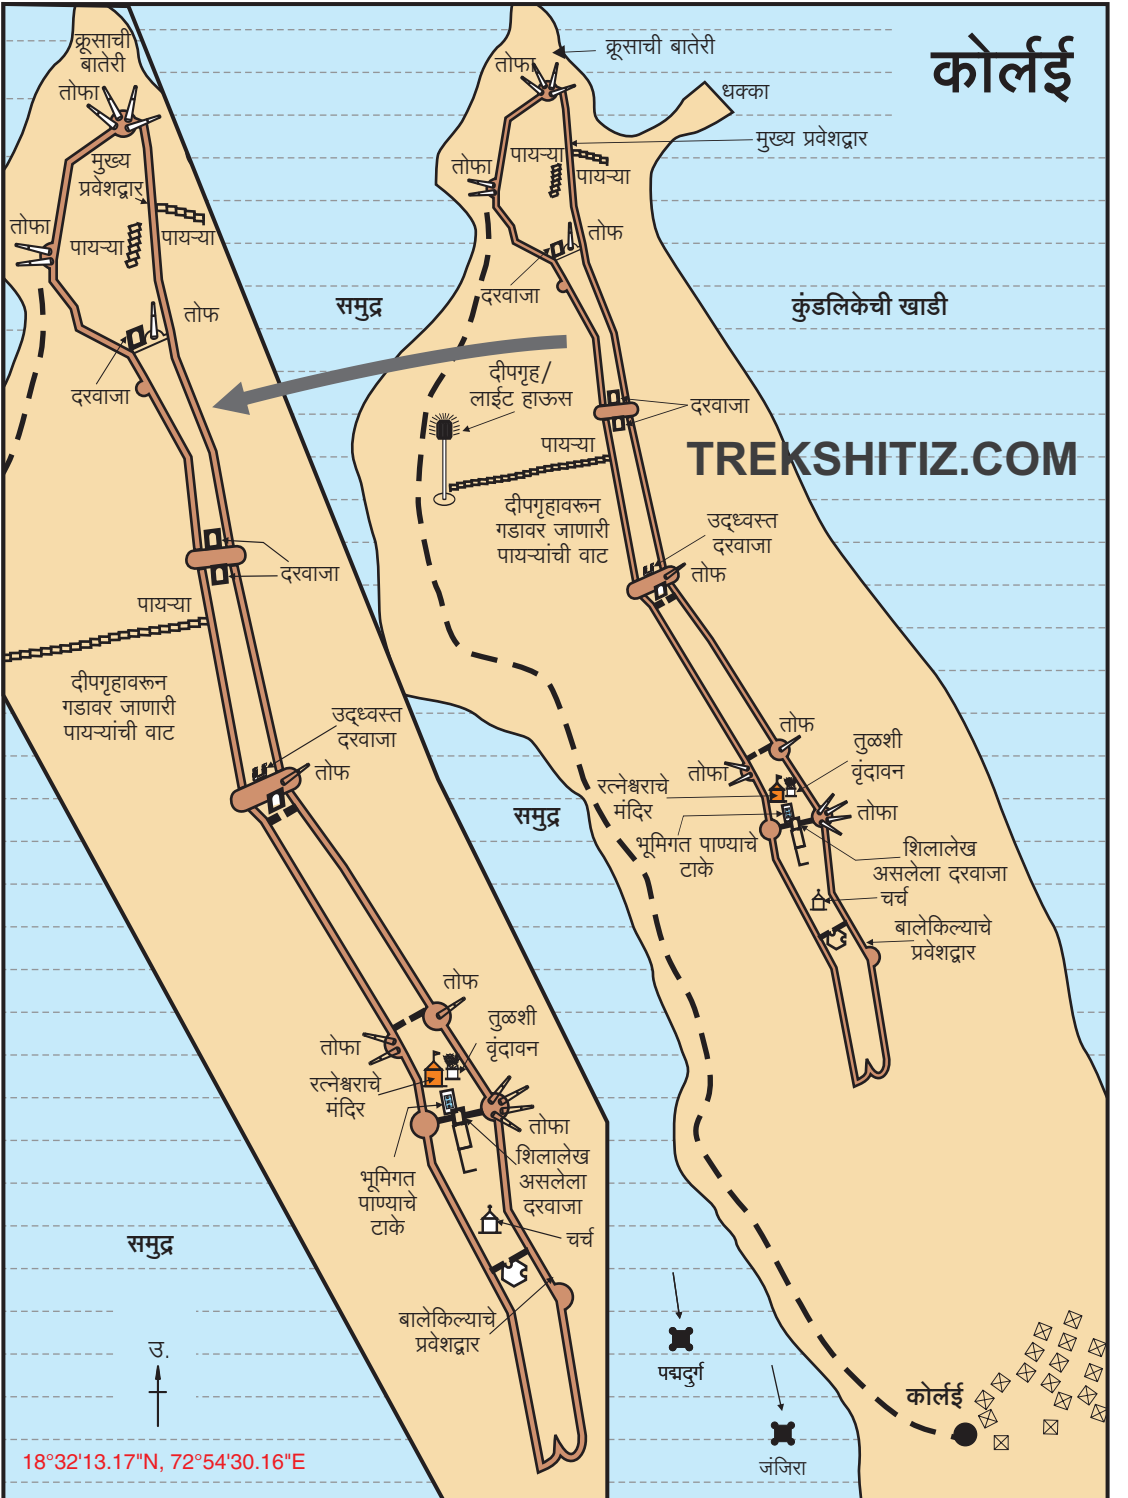 कोर्लई
क्रूसाची
बातेरी
तोफा
मुख्य
प्रवेशद्वार
तोफा
पायऱ्या
पायऱ्या
तोफ
दरवाजा
दरवाजा
पायऱ्या
दीपगृहावरून
गडावर जाणारी
पायऱ्यांची वाट
उद्ध्वस्त
दरवाजा
तोफ
तोफ
तोफा
तुळशी
वृंदावन
रत्नेश्वराचे
मंदिर
तोफा
भूमिगत
पाण्याचे
टाके
शिलालेख
असलेला
दरवाजा
चर्च
बालेकिल्याचे
प्रवेशद्वार
समुद्र
उ.
18°32'13.17"N, 72°54'30.16"E
क्रूसाची बातेरी
तोफा
धक्का
मुख्य प्रवेशद्वार
पायऱ्या
पायऱ्या
तोफा
तोफ
दरवाजा
समुद्र
कुंडलिकेची खाडी
दीपगृह/
लाईट हाऊस
दरवाजा
पायऱ्या
TREKSHITIZ.COM
दीपगृहावरून
गडावर जाणारी
पायऱ्यांची वाट
उद्ध्वस्त
दरवाजा
तोफ
तोफ
तोफा
तुळशी
वृंदावन
रत्नेश्वराचे
मंदिर
समुद्र
तोफा
भूमिगत पाण्याचे
टाके
शिलालेख
असलेला दरवाजा
चर्च
बालेकिल्याचे
प्रवेशद्वार
पद्मदुर्ग
जंजिरा
कोर्लई